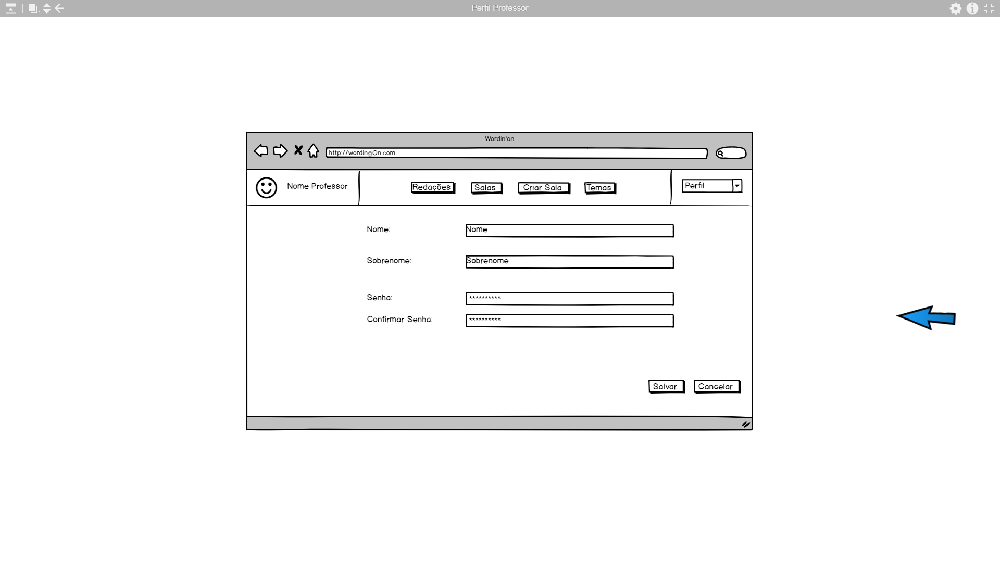 Perfil Professor
Wordin'on
http://wordingOn.com
Nome Professor
Redações
Salas
Criar Sala
Temas
Perfil
Nome:
Nome
Sobrenome:
Sobrenome
Senha:
**********
Confirmar Senha:
**********
Salvar
Cancelar